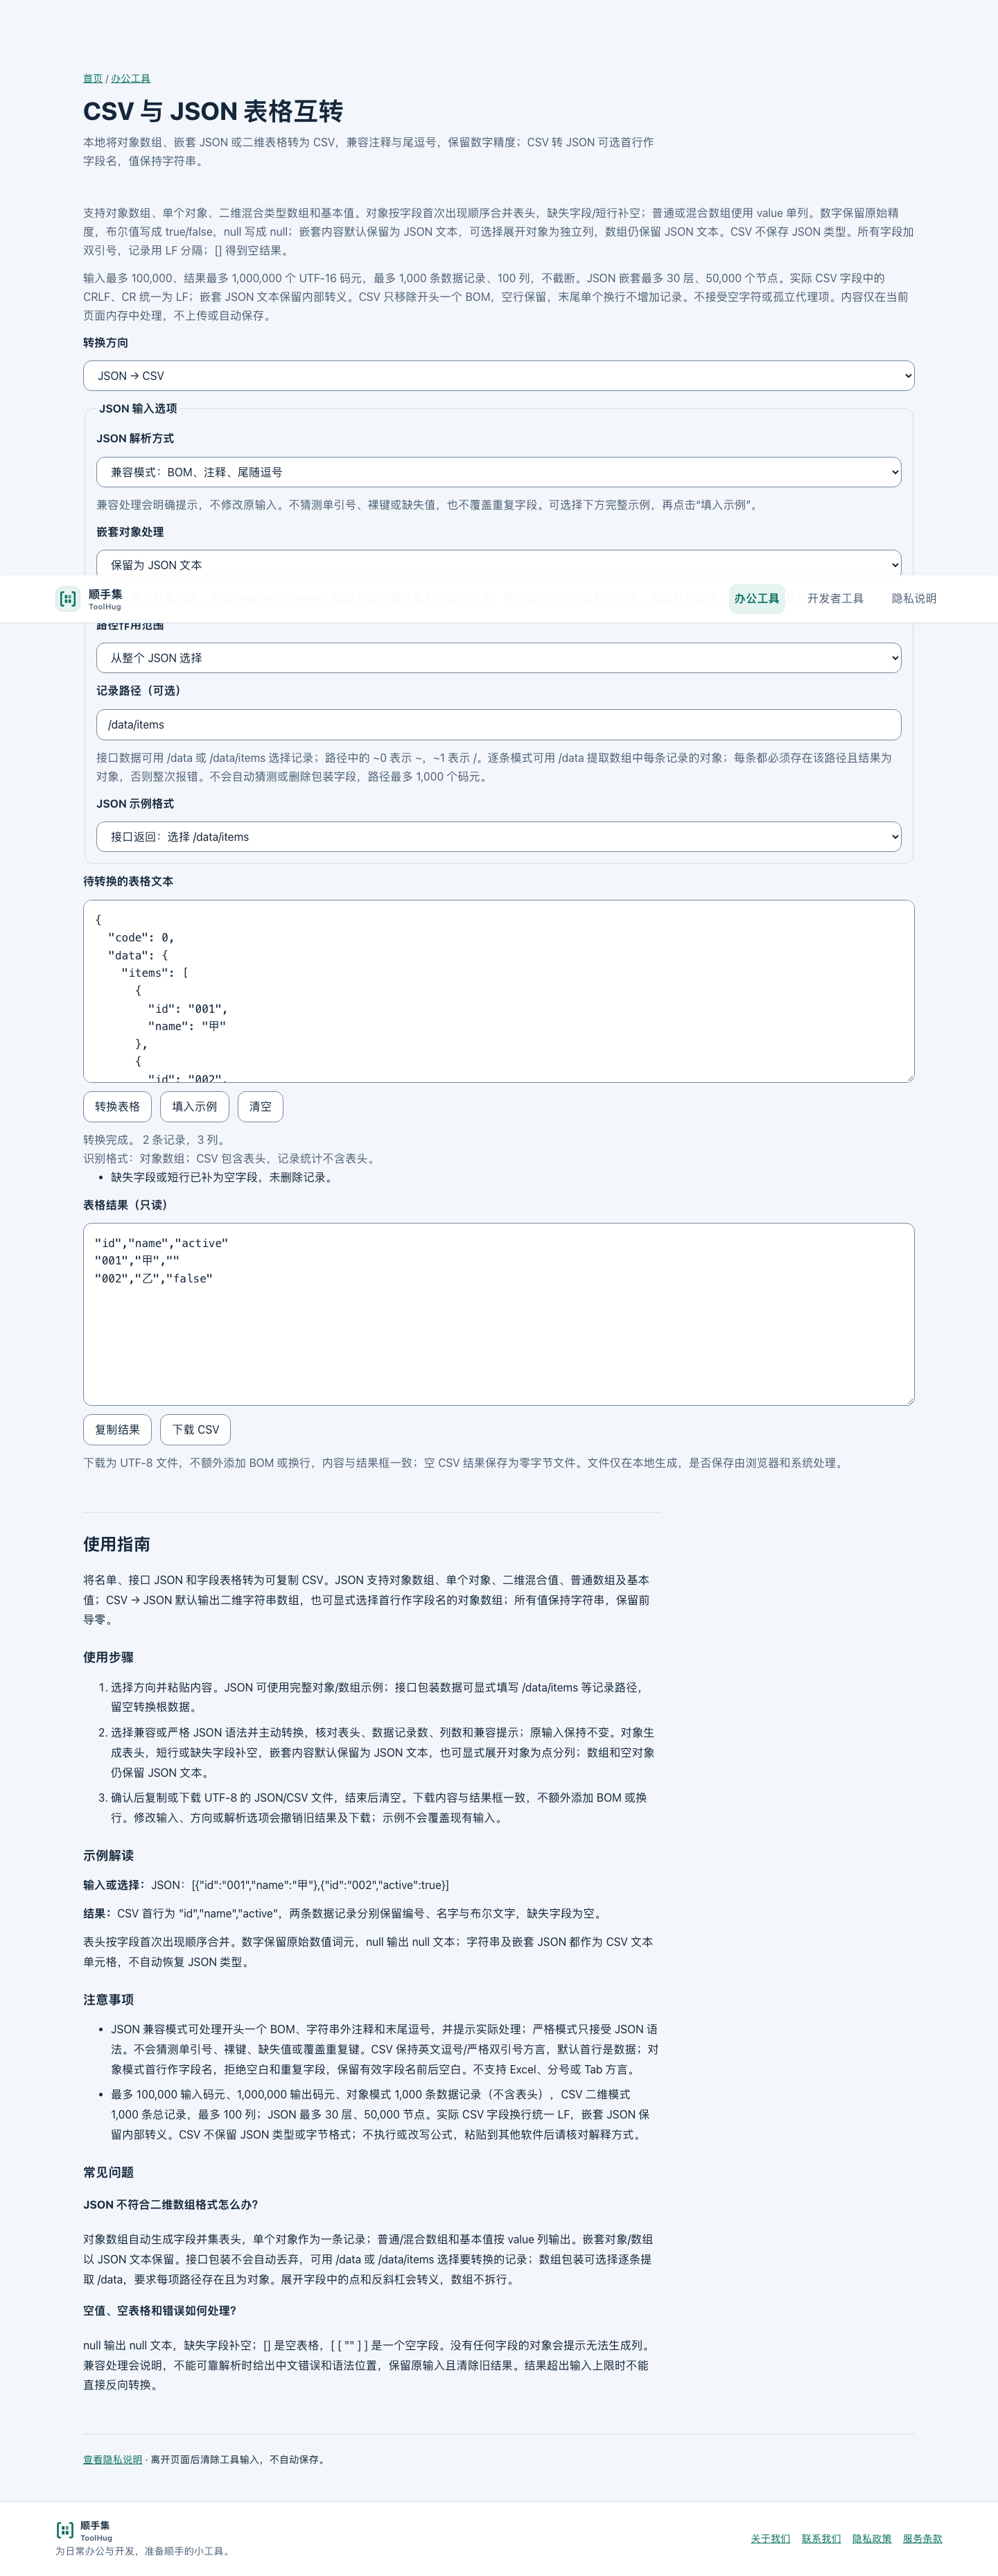 首页 / 办公工具
CSV 与 JSON 表格互转
本地将对象数组、嵌套 JSON 或二维表格转为 CSV，兼容注释与尾逗号，保留数字精度；CSV 转 JSON 可选首行作
字段名，值保持字符串。
支持对象数组、单个对象、二维混合类型数组和基本值。对象按字段首次出现顺序合并表头，缺失字段/短行补空；普通或混合数组使用 value 单列。数字保留原始精
度，布尔值写成 true/false，null 写成 null；嵌套内容默认保留为 JSON 文本，可选择展开对象为独立列，数组仍保留 JSON 文本。CSV 不保存 JSON 类型。所有字段加
双引号，记录用 LF 分隔；[] 得到空结果。
输入最多 100,000、结果最多 1,000,000 个 UTF-16 码元，最多 1,000 条数据记录、100 列，不截断。JSON 嵌套最多 30 层、50,000 个节点。实际 CSV 字段中的
CRLF、CR 统一为 LF；嵌套 JSON 文本保留内部转义。CSV 只移除开头一个 BOM，空行保留，末尾单个换行不增加记录。不接受空字符或孤立代理项。内容仅在当前
页面内存中处理，不上传或自动保存。
转换方向
JSON → CSV
JSON 输入选项
JSON 解析方式
兼容模式：BOM、注释、尾随逗号
兼容处理会明确提示，不修改原输入。不猜测单引号、裸键或缺失值，也不覆盖重复字段。可选择下方完整示例，再点击“填入示例”。
嵌套对象处理
保留为 JSON 文本
顺手集
ToolHug
办公工具
开发者工具
隐私说明
路径作用范围
从整个 JSON 选择
记录路径（可选）
/data/items
接口数据可用 /data 或 /data/items 选择记录；路径中的 ~0 表示 ~，~1 表示 /。逐条模式可用 /data 提取数组中每条记录的对象；每条都必须存在该路径且结果为
对象，否则整次报错。不会自动猜测或删除包装字段，路径最多 1,000 个码元。
JSON 示例格式
接口返回：选择 /data/items
待转换的表格文本
{
"code": 0,
"data": {
"items": [
{
"id": "001",
"name": "甲"
},
{
"id": "002",
转换表格
填入示例
清空
转换完成。 2 条记录，3 列。
识别格式：对象数组；CSV 包含表头，记录统计不含表头。
• 缺失字段或短行已补为空字段，未删除记录。
表格结果（只读）
"id","name","active"
"001","甲",""
"002","乙","false"
复制结果
下载 CSV
下载为 UTF-8 文件，不额外添加 BOM 或换行，内容与结果框一致；空 CSV 结果保存为零字节文件。文件仅在本地生成，是否保存由浏览器和系统处理。
使用指南
将名单、接口 JSON 和字段表格转为可复制 CSV。JSON 支持对象数组、单个对象、二维混合值、普通数组及基本
值；CSV → JSON 默认输出二维字符串数组，也可显式选择首行作字段名的对象数组；所有值保持字符串，保留前
导零。
使用步骤
1. 选择方向并粘贴内容。JSON 可使用完整对象/数组示例；接口包装数据可显式填写 /data/items 等记录路径，
留空转换根数据。
2. 选择兼容或严格 JSON 语法并主动转换，核对表头、数据记录数、列数和兼容提示；原输入保持不变。对象生
成表头，短行或缺失字段补空，嵌套内容默认保留为 JSON 文本，也可显式展开对象为点分列；数组和空对象
仍保留 JSON 文本。
3. 确认后复制或下载 UTF-8 的 JSON/CSV 文件，结束后清空。下载内容与结果框一致，不额外添加 BOM 或换
行。修改输入、方向或解析选项会撤销旧结果及下载；示例不会覆盖现有输入。
示例解读
输入或选择：JSON：[{"id":"001","name":"甲"},{"id":"002","active":true}]
结果：CSV 首行为 "id","name","active"，两条数据记录分别保留编号、名字与布尔文字，缺失字段为空。
表头按字段首次出现顺序合并。数字保留原始数值词元，null 输出 null 文本；字符串及嵌套 JSON 都作为 CSV 文本
单元格，不自动恢复 JSON 类型。
注意事项
• JSON 兼容模式可处理开头一个 BOM、字符串外注释和末尾逗号，并提示实际处理；严格模式只接受 JSON 语
法。不会猜测单引号、裸键、缺失值或覆盖重复键。CSV 保持英文逗号/严格双引号方言，默认首行是数据；对
象模式首行作字段名，拒绝空白和重复字段，保留有效字段名前后空白。不支持 Excel、分号或 Tab 方言。
• 最多 100,000 输入码元、1,000,000 输出码元、对象模式 1,000 条数据记录（不含表头），CSV 二维模式
1,000 条总记录，最多 100 列；JSON 最多 30 层、50,000 节点。实际 CSV 字段换行统一 LF，嵌套 JSON 保
留内部转义。CSV 不保留 JSON 类型或字节格式；不执行或改写公式，粘贴到其他软件后请核对解释方式。
常见问题
JSON 不符合二维数组格式怎么办？
对象数组自动生成字段并集表头，单个对象作为一条记录；普通/混合数组和基本值按 value 列输出。嵌套对象/数组
以 JSON 文本保留。接口包装不会自动丢弃，可用 /data 或 /data/items 选择要转换的记录；数组包装可选择逐条提
取 /data，要求每项路径存在且为对象。展开字段中的点和反斜杠会转义，数组不拆行。
空值、空表格和错误如何处理？
null 输出 null 文本，缺失字段补空；[] 是空表格，[ [ "" ] ] 是一个空字段。没有任何字段的对象会提示无法生成列。
兼容处理会说明，不能可靠解析时给出中文错误和语法位置，保留原输入且清除旧结果。结果超出输入上限时不能
直接反向转换。
查看隐私说明 · 离开页面后清除工具输入，不自动保存。
顺手集
ToolHug
为日常办公与开发，准备顺手的小工具。
关于我们
联系我们
隐私政策
服务条款